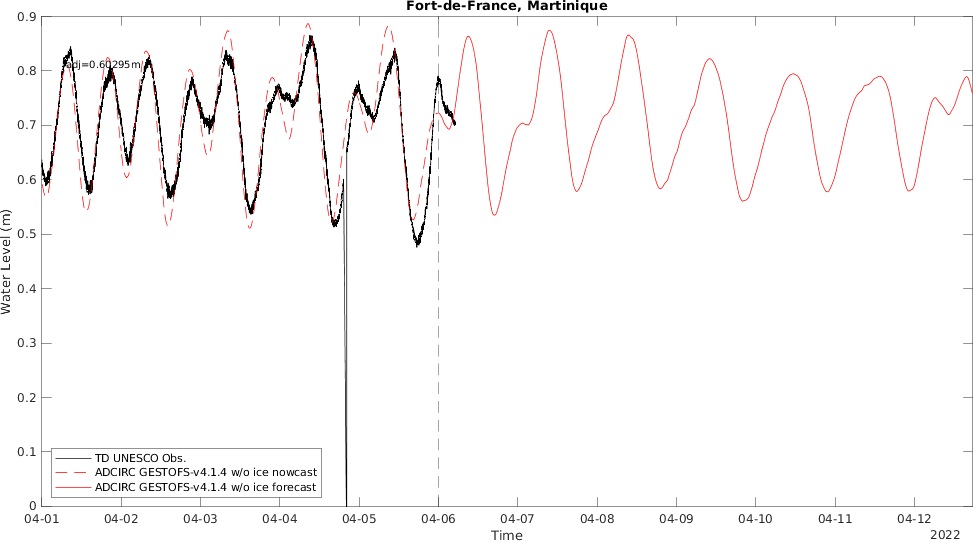 Fort-de-France, Martinique
0.9
0.8
0.7
0.6
0.5
0.4
0.3
0.2
0.1
0
Water Level (m)
adj=0.60295m
TD UNESCO Obs.
ADCIRC GESTOFS-v4.1.4 w/o ice nowcast
ADCIRC GESTOFS-v4.1.4 w/o ice forecast
04-01 04-02 04-03 04-04 04-05 04-06 04-07 04-08 04-09 04-10 04-11 04-12
Time
2022